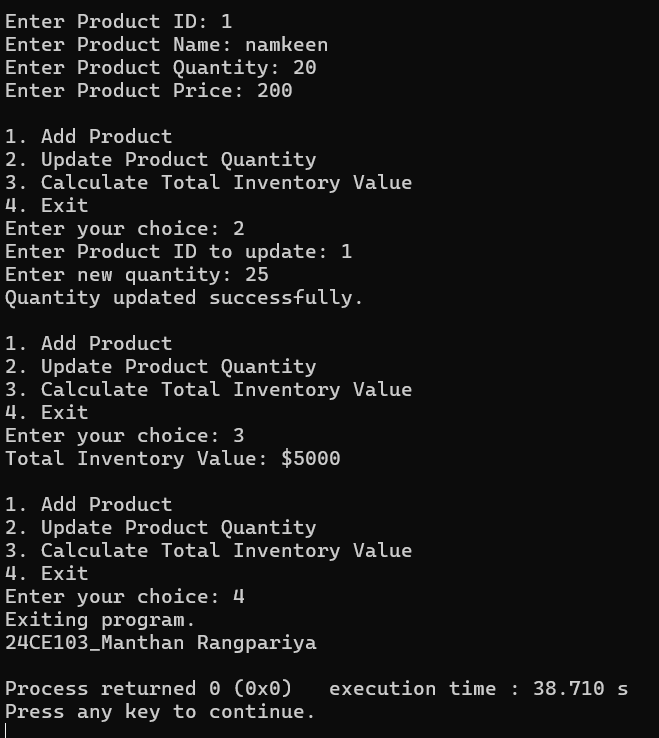 Enter Product ID: 1
Enter Product Name: namkeen
Enter Product Quantity: 20
Enter Product Price: 200
1. Add Product
2. Update Product Quantity
3. Calculate Total Inventory Value
4. Exit
Enter your choice: 2
Enter Product ID to update: 1
Enter new quantity: 25
Quantity updated successfully.
1. Add Product
2. Update Product Quantity
3. Calculate Total Inventory Value
4. Exit
Enter your choice: 3
Total Inventory Value: $5000
1. Add Product
2. Update Product Quantity
3. Calculate Total Inventory Value
4. Exit
Enter your choice: 4
Exiting program.
24CE103_Manthan Rangpariya
Process returned 0 (0x0)   execution time : 38.710 s
Press any key to continue.